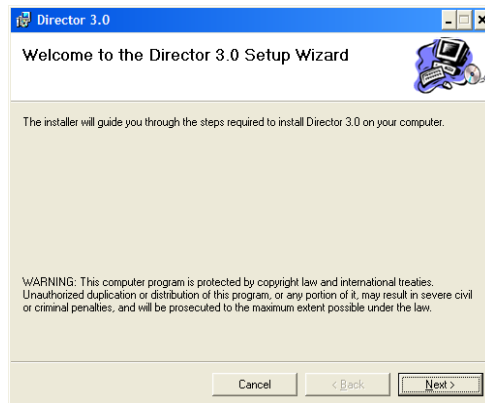 Director 3.0
Welcome to the Director 3.0 Setup Wizard
The installer will guide you through the steps required to install Director 3.0 on your computer.
WARNING: This computer program is protected by copyright law and international treaties.
Unauthorized duplication or distribution of this program, or any portion of it, may result in severe civil
or criminal penalties, and will be prosecuted to the maximum extent possible under the law.
Cancel < Back Next >